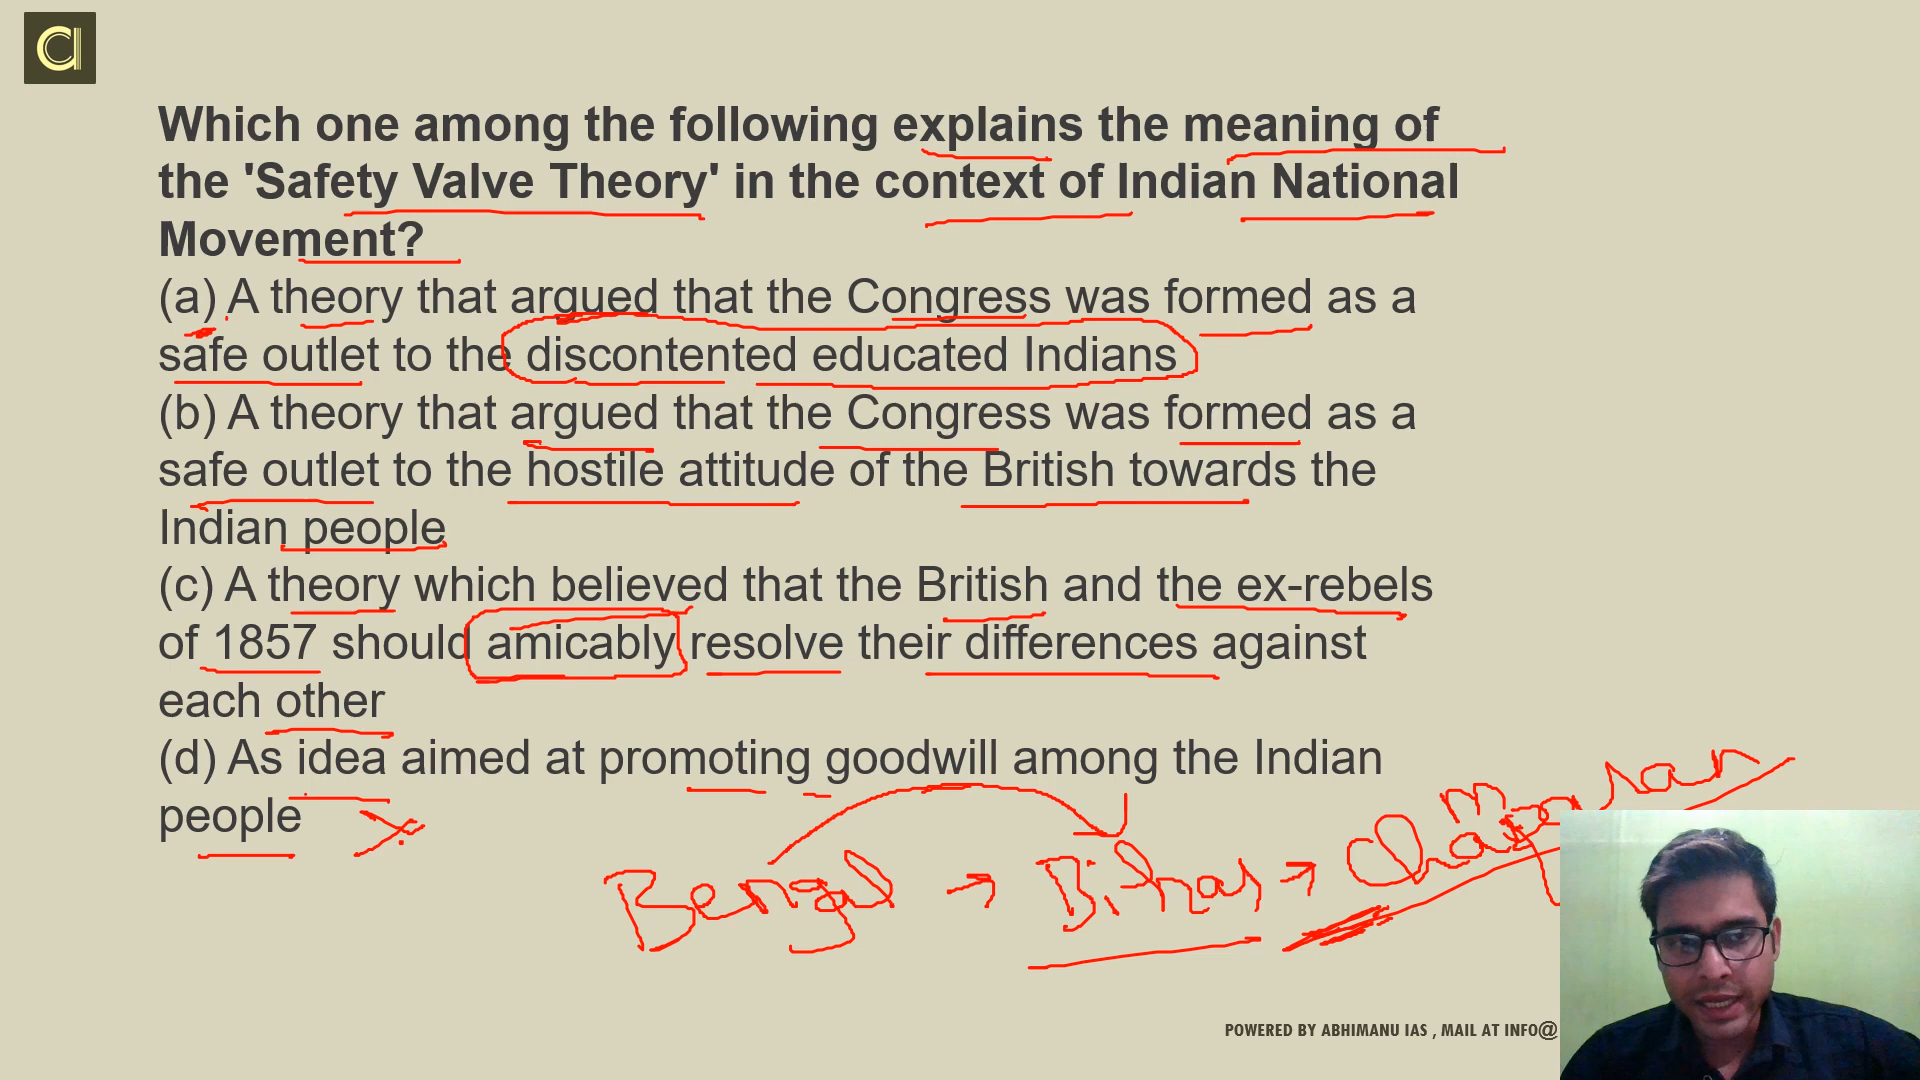 Which one among the following explains the meaning of
the 'Safety Valve Theory' in the context of Indian National
Movement?
(a) A theory that argued that the Congress was formed as a
safe outlet to the discontented educated Indians
(b) A theory that argued that the Congress was formed as a
safe outlet to the hostile attitude of the British towards the
Indian people
(c) A theory which believed that the British and the ex-rebels
of 1857 should amicably resolve their differences against
each other
(d) As idea aimed at promoting goodwill among the Indian
people
Bengal → Bihar →
POWERED BY ABHIMANU IAS , MAIL AT INFO@